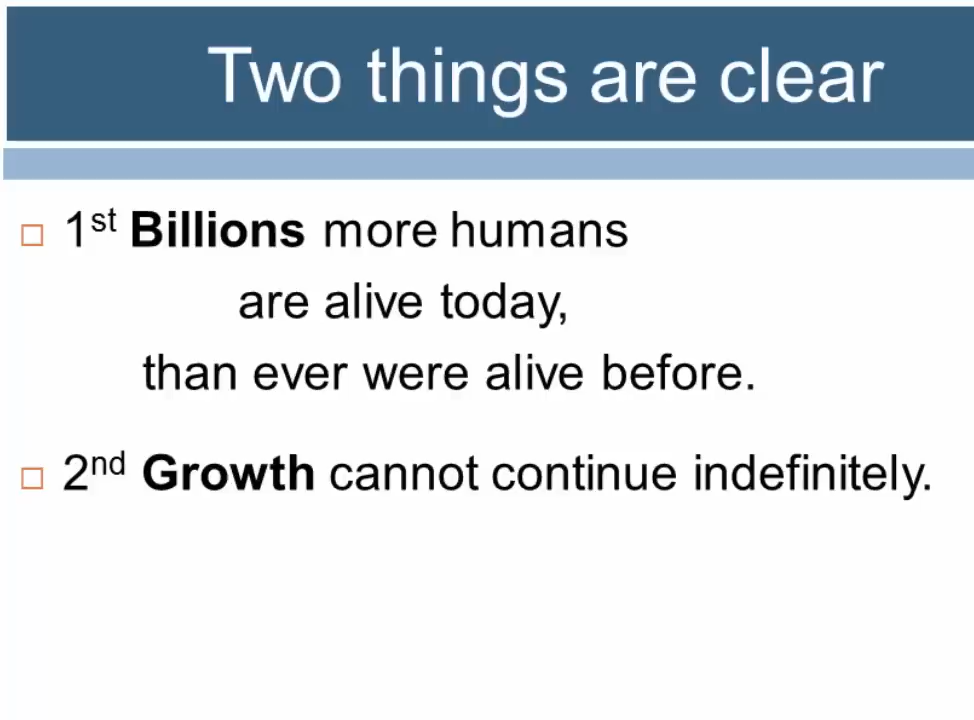 Two things are clear
1st Billions more humans
are alive today,
than ever were alive before.
2nd Growth cannot continue indefinitely.